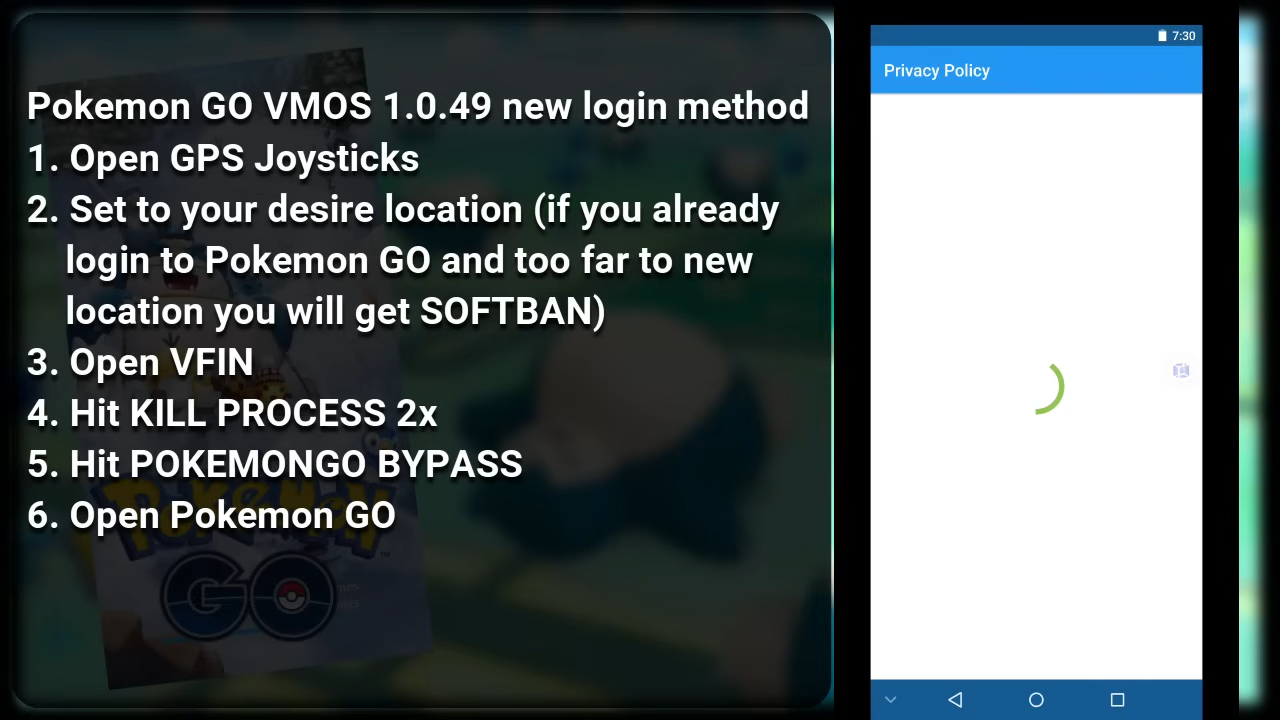 Pokemon GO VMOS 1.0.49 new login method
1. Open GPS Joysticks
2. Set to your desire location (if you already
login to Pokemon GO and too far to new
location you will get SOFTBAN)
3. Open VFIN
4. Hit KILL PROCESS 2x
5. Hit POKEMONGO BYPASS
6. Open Pokemon GO
POKÉMON
GO
7:30
Privacy Policy